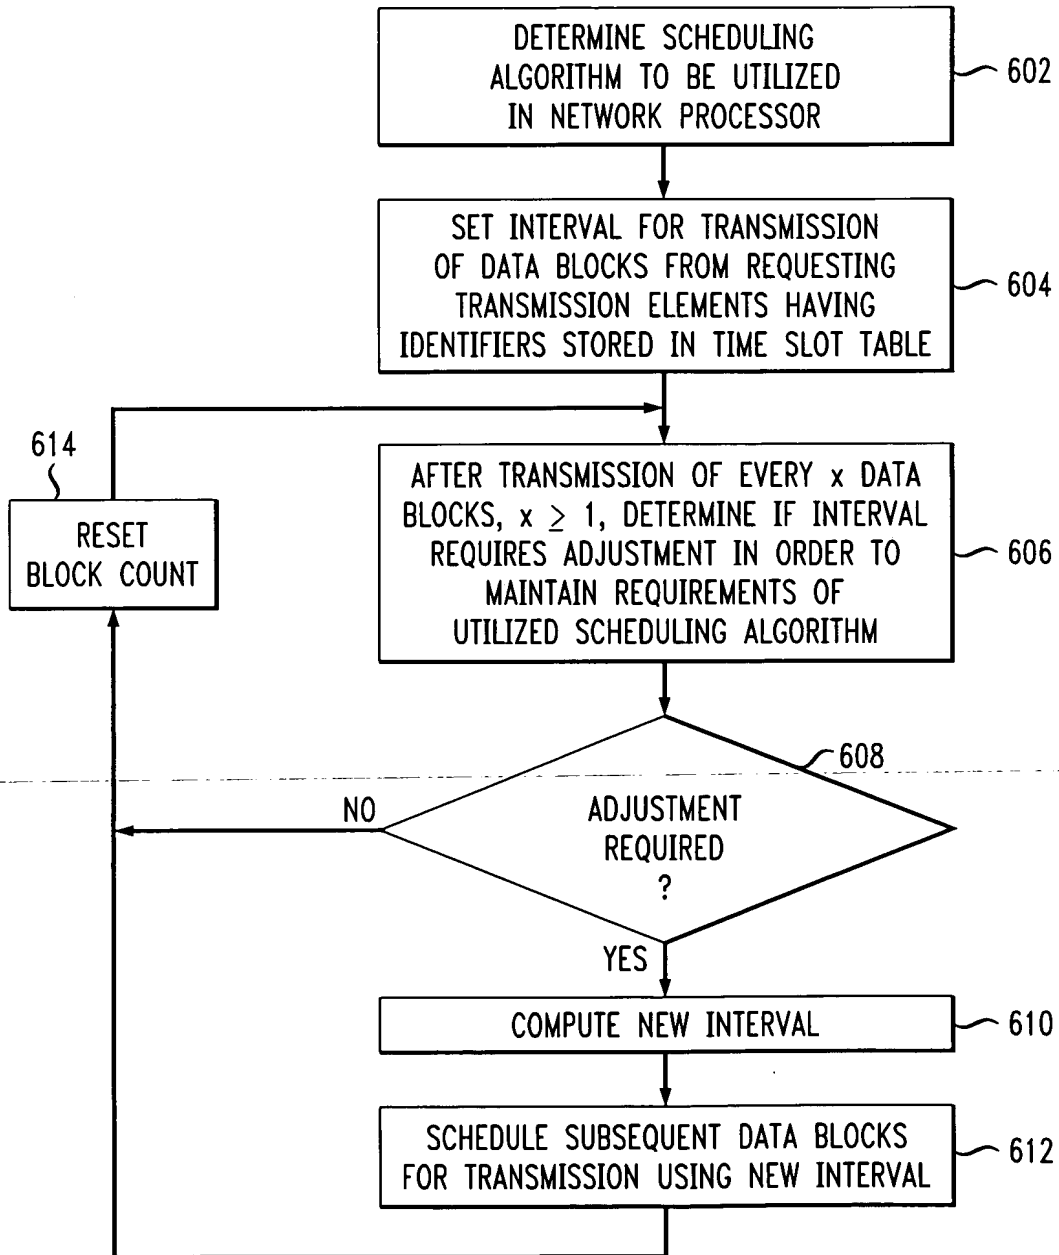 DETERMINE SCHEDULING
ALGORITHM TO BE UTILIZED
IN NETWORK PROCESSOR
602
SET INTERVAL FOR TRANSMISSION
OF DATA BLOCKS FROM REQUESTING
TRANSMISSION ELEMENTS HAVING
IDENTIFIERS STORED IN TIME SLOT TABLE
604
614
RESET
BLOCK COUNT
AFTER TRANSMISSION OF EVERY x DATA
BLOCKS, x ≥ 1, DETERMINE IF INTERVAL
REQUIRES ADJUSTMENT IN ORDER TO
MAINTAIN REQUIREMENTS OF
UTILIZED SCHEDULING ALGORITHM
606
608
NO
ADJUSTMENT
REQUIRED
?
YES
COMPUTE NEW INTERVAL
610
SCHEDULE SUBSEQUENT DATA BLOCKS
FOR TRANSMISSION USING NEW INTERVAL
612